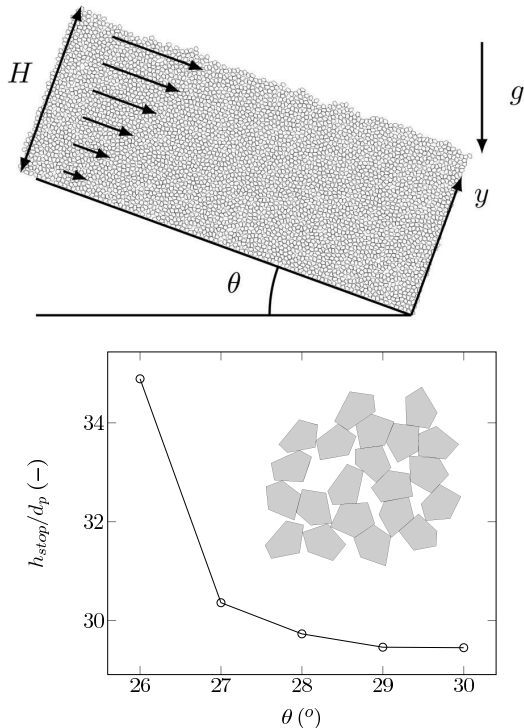 H
g
y
θ
34
32
30
h_{stop}/d_p (−)
26 27 28 29 30
θ (^o)